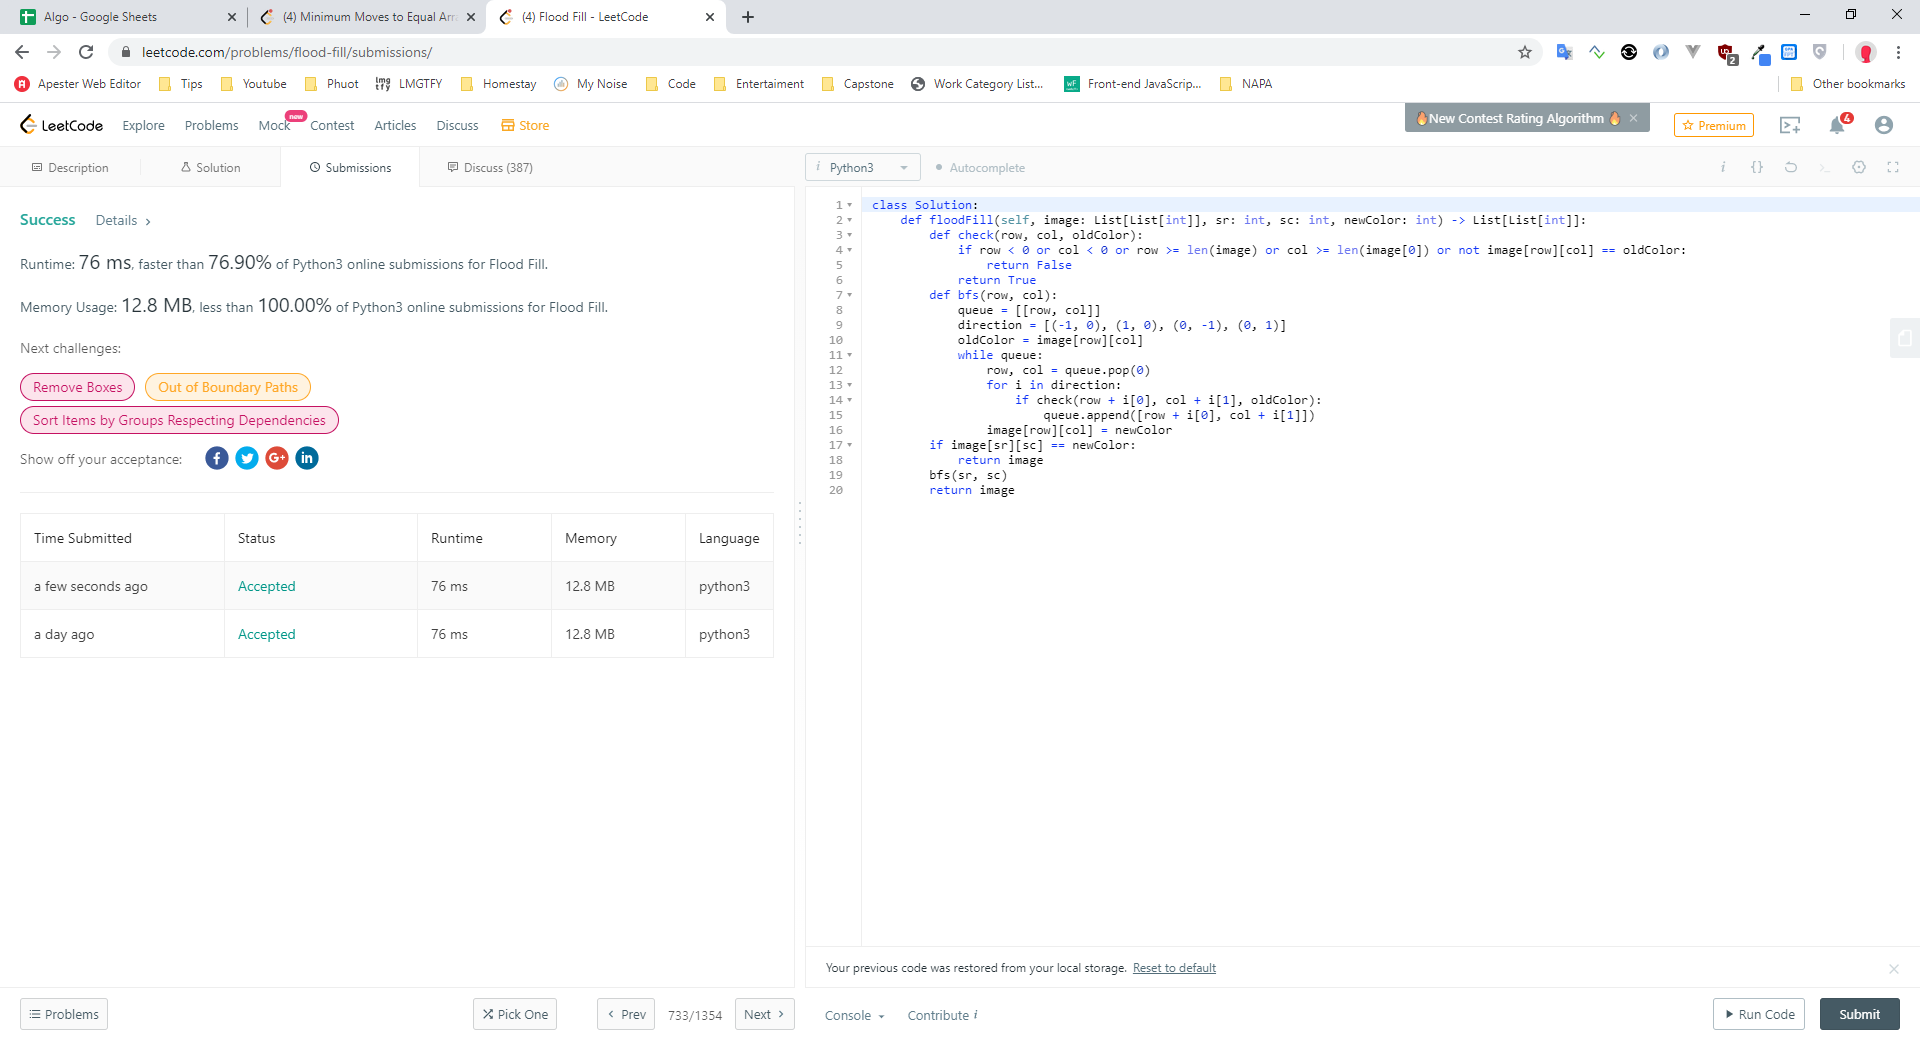 Algo - Google Sheets
(4) Minimum Moves to Equal Arra
(4) Flood Fill - LeetCode
leetcode.com/problems/flood-fill/submissions/
2
Apester Web Editor Tips Youtube Phuot LMGTFY Homestay My Noise Code Entertaiment Capstone Work Category List... Front-end JavaScrip... NAPA Other bookmarks
LeetCode Explore Problems Mock new Contest Articles Discuss Store
🔥New Contest Rating Algorithm 🔥 ×
Premium
4
Description Solution Submissions Discuss (387)
i Python3 Autocomplete i {}
Success Details ›
Runtime: 76 ms, faster than 76.90% of Python3 online submissions for Flood Fill.
Memory Usage: 12.8 MB, less than 100.00% of Python3 online submissions for Flood Fill.
Next challenges:
Remove Boxes Out of Boundary Paths
Sort Items by Groups Respecting Dependencies
Show off your acceptance: f G+ in
Time Submitted Status Runtime Memory Language
a few seconds ago Accepted 76 ms 12.8 MB python3
a day ago Accepted 76 ms 12.8 MB python3
1 class Solution:
2 def floodFill(self, image: List[List[int]], sr: int, sc: int, newColor: int) -> List[List[int]]:
3 def check(row, col, oldColor):
4 if row < 0 or col < 0 or row >= len(image) or col >= len(image[0]) or not image[row][col] == oldColor:
5 return False
6 return True
7 def bfs(row, col):
8 queue = [[row, col]]
9 direction = [(-1, 0), (1, 0), (0, -1), (0, 1)]
10 oldColor = image[row][col]
11 while queue:
12 row, col = queue.pop(0)
13 for i in direction:
14 if check(row + i[0], col + i[1], oldColor):
15 queue.append([row + i[0], col + i[1]])
16 image[row][col] = newColor
17 if image[sr][sc] == newColor:
18 return image
19 bfs(sr, sc)
20 return image
Your previous code was restored from your local storage. Reset to default
Problems Pick One ‹ Prev 733/1354 Next › Console Contribute i Run Code Submit